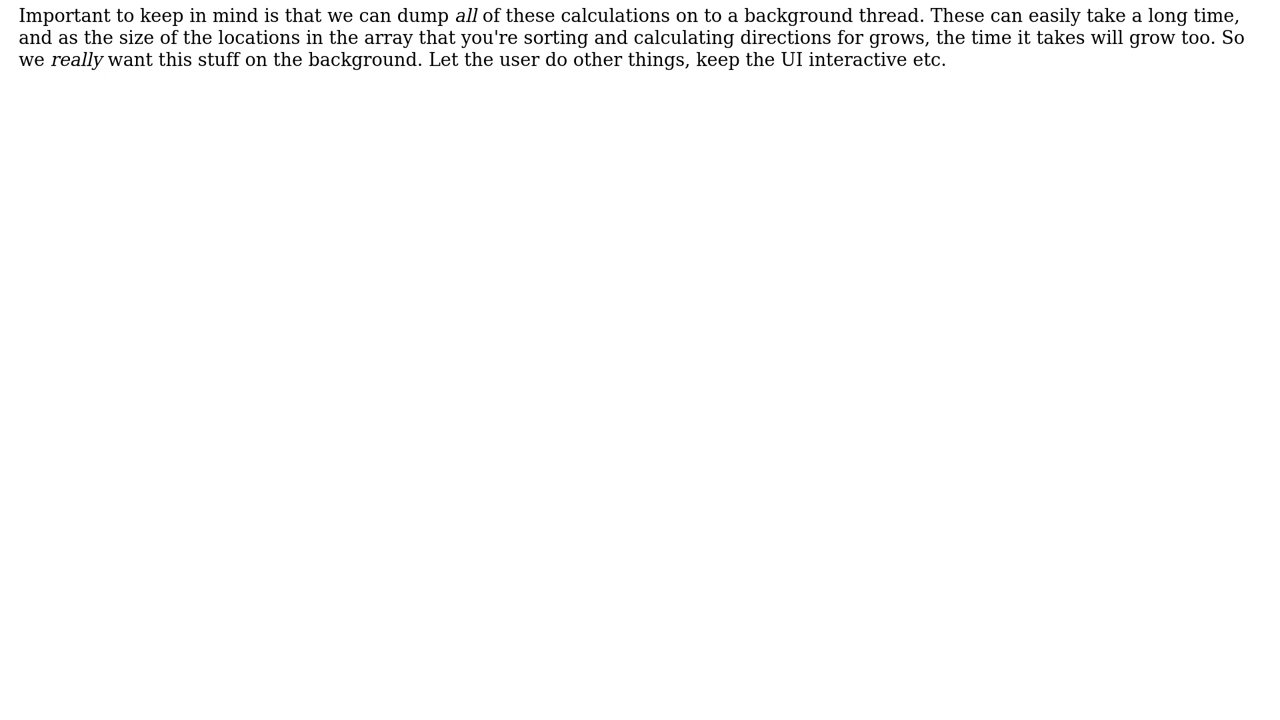 Important to keep in mind is that we can dump all of these calculations on to a background thread. These can easily take a long time,
and as the size of the locations in the array that you're sorting and calculating directions for grows, the time it takes will grow too. So
we really want this stuff on the background. Let the user do other things, keep the UI interactive etc.